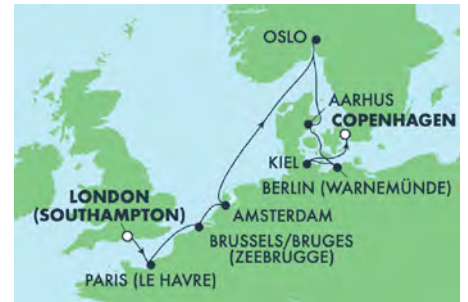 OSLO
AARHUS
COPENHAGEN
KIEL
BERLIN (WARNEMÜNDE)
LONDON
(SOUTHAMPTON)
AMSTERDAM
BRUSSELS/BRUGES
(ZEEBRUGGE)
PARIS (LE HAVRE)